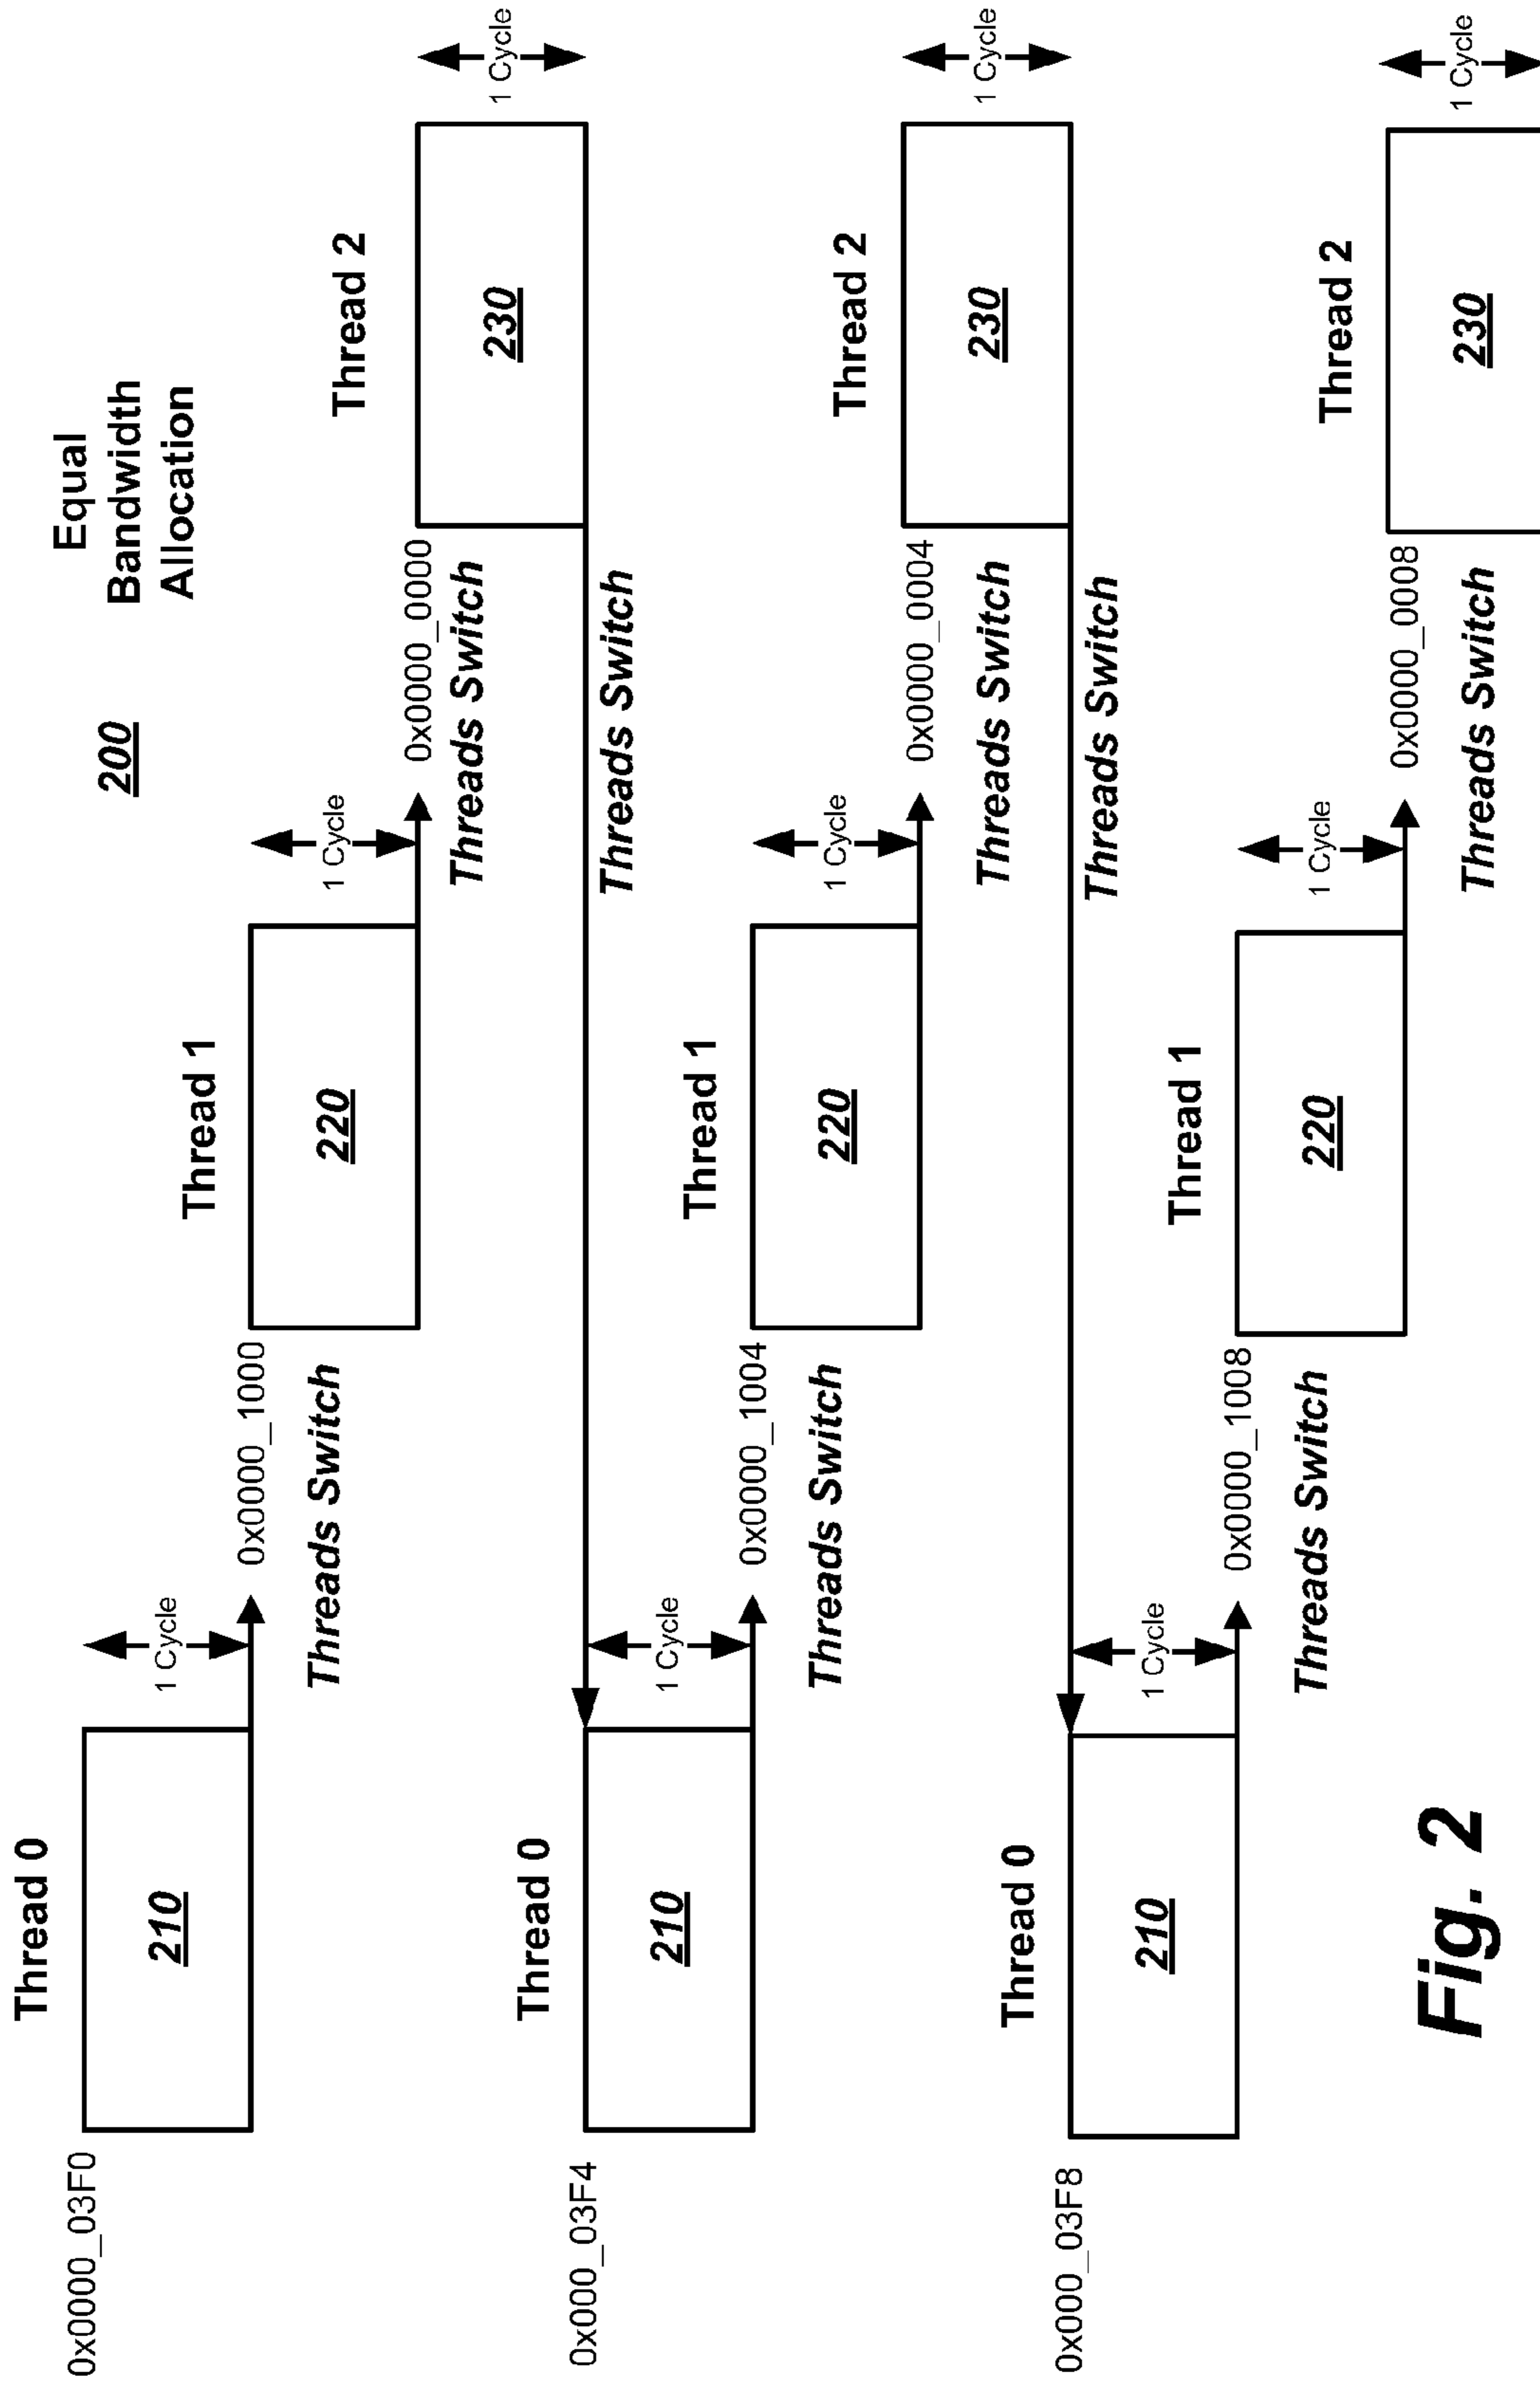 200
Equal
Bandwidth
Allocation
Thread 0
0x0000_03F0
210
1 Cycle
Thread 1
0x0000_1000
Threads Switch
220
1 Cycle
Thread 2
0x0000_0000
Threads Switch
230
1 Cycle
Threads Switch
Thread 0
0x000_03F4
210
1 Cycle
Thread 1
0x0000_1004
Threads Switch
220
1 Cycle
Thread 2
0x0000_0004
Threads Switch
230
1 Cycle
Threads Switch
Thread 0
0x000_03F8
210
1 Cycle
Thread 1
0x0000_1008
Threads Switch
220
1 Cycle
Thread 2
0x0000_0008
Threads Switch
230
1 Cycle
Fig. 2